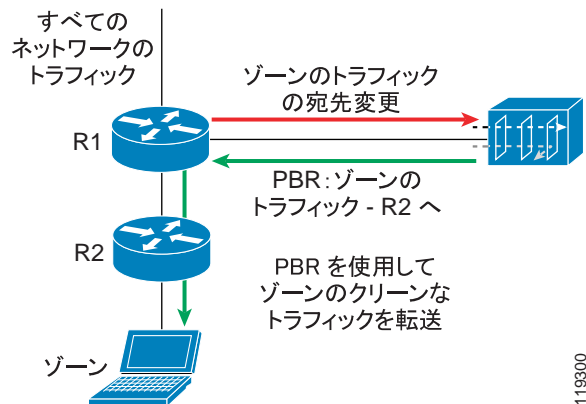 すべての
ネットワークの
トラフィック
ゾーンのトラフィック
の宛先変更
R1
PBR：ゾーンの
トラフィック - R2 へ
R2
PBR を使用して
ゾーンのクリーンな
トラフィックを転送
ゾーン
119300